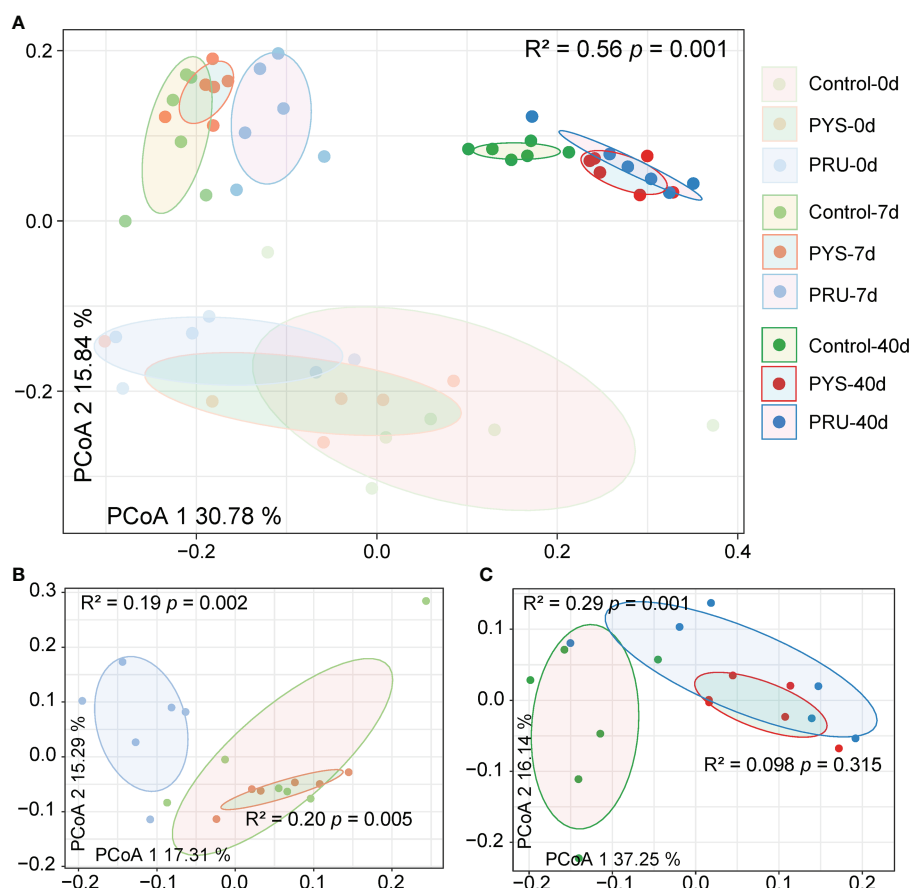 A
R² = 0.56 p = 0.001
0.2
0.0
−0.2
PCoA 2 15.84 %
PCoA 1 30.78 %
−0.2
0.0
0.2
0.4
Control-0d
PYS-0d
PRU-0d
Control-7d
PYS-7d
PRU-7d
Control-40d
PYS-40d
PRU-40d
B
R² = 0.19 p = 0.002
0.3
0.2
0.1
0.0
−0.1
−0.2
PCoA 2 15.29 %
R² = 0.20 p = 0.005
PCoA 1 17.31 %
−0.2
−0.1
0.0
0.1
0.2
C
R² = 0.29 p = 0.001
0.1
0.0
−0.1
−0.2
PCoA 2 16.14 %
R² = 0.098 p = 0.315
PCoA 1 37.25 %
−0.2
−0.1
0.0
0.1
0.2